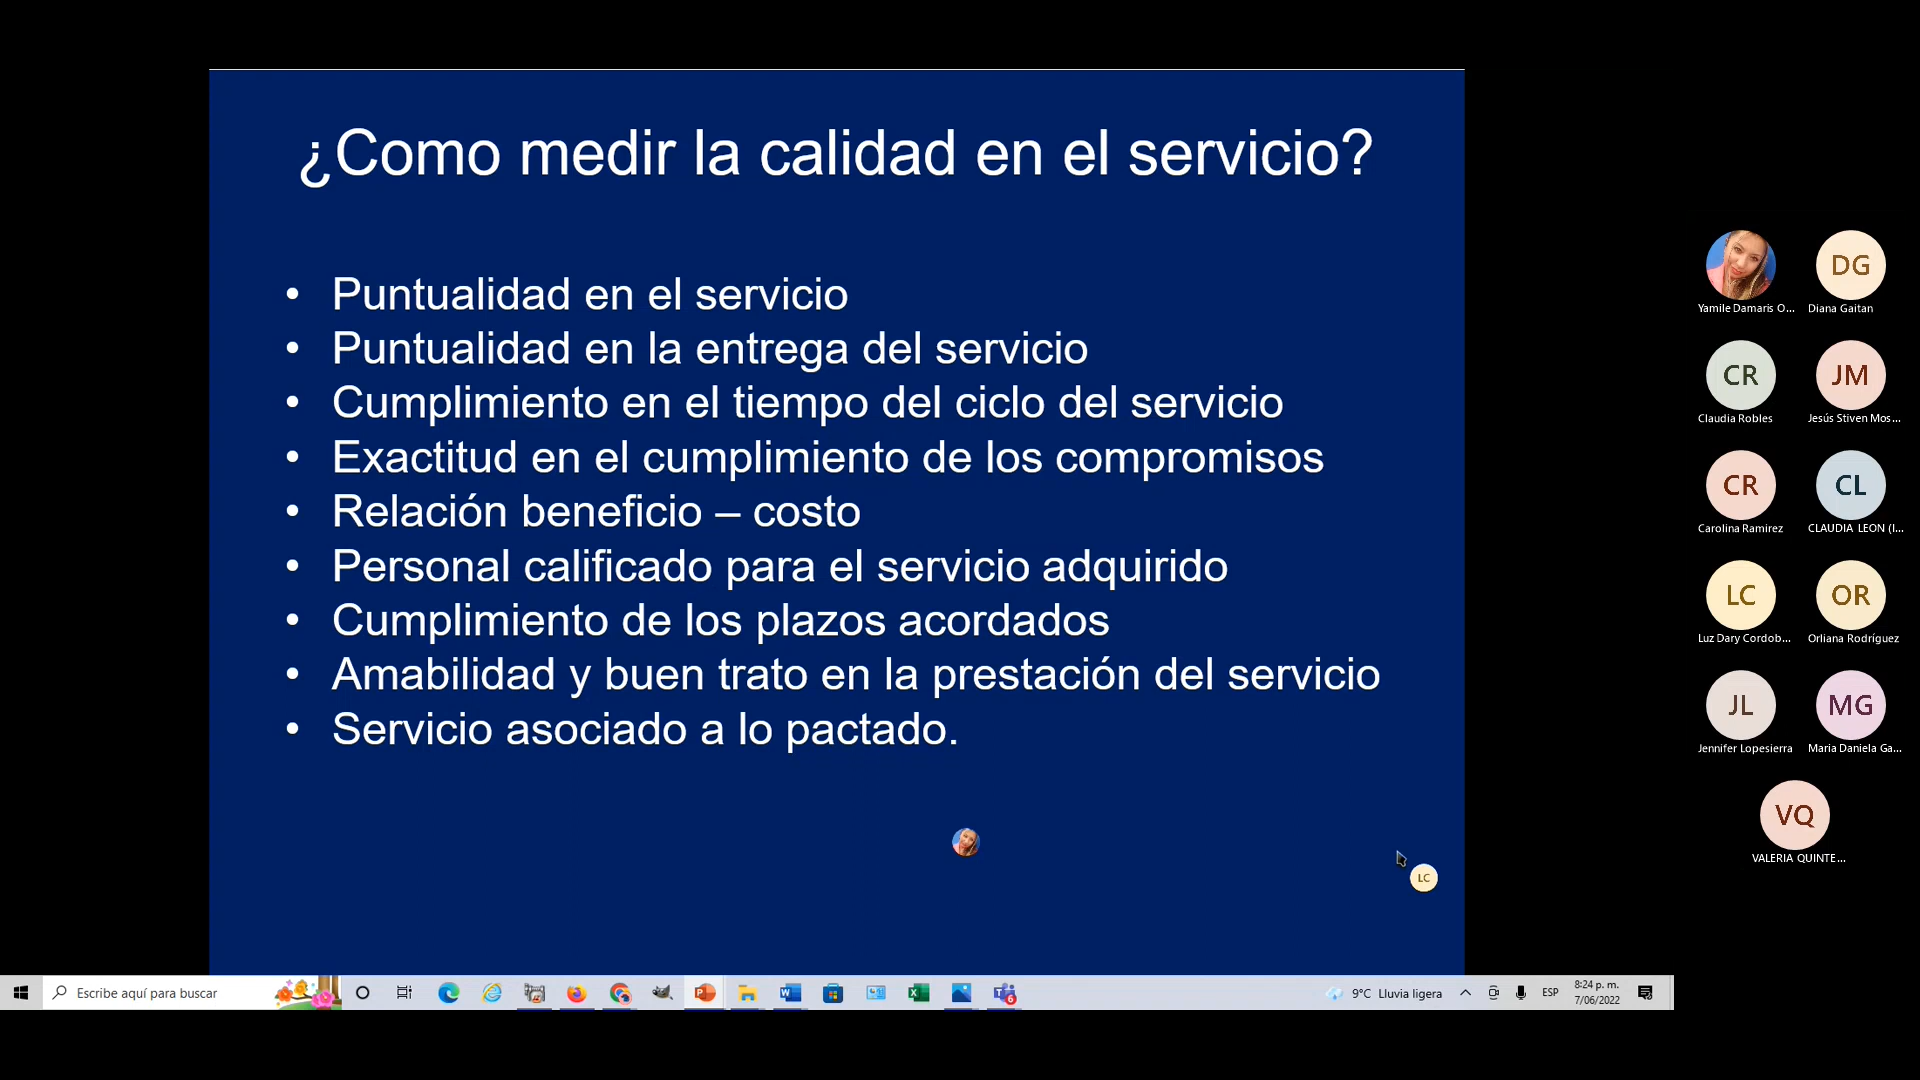 ¿Como medir la calidad en el servicio?
• Puntualidad en el servicio
• Puntualidad en la entrega del servicio
• Cumplimiento en el tiempo del ciclo del servicio
• Exactitud en el cumplimiento de los compromisos
• Relación beneficio – costo
• Personal calificado para el servicio adquirido
• Cumplimiento de los plazos acordados
• Amabilidad y buen trato en la prestación del servicio
• Servicio asociado a lo pactado.
LC
DG
Yamile Damaris O...
Diana Gaitan
CR
JM
Claudia Robles
Jesús Stiven Mos...
CR
CL
Carolina Ramirez
CLAUDIA LEON (I...
LC
OR
Luz Dary Cordob...
Orliana Rodríguez
JL
MG
Jennifer Lopesierra
Maria Daniela Ga...
VQ
VALERIA QUINTE...
Escribe aquí para buscar
6
9°C Lluvia ligera
ESP
8:24 p. m.
7/06/2022